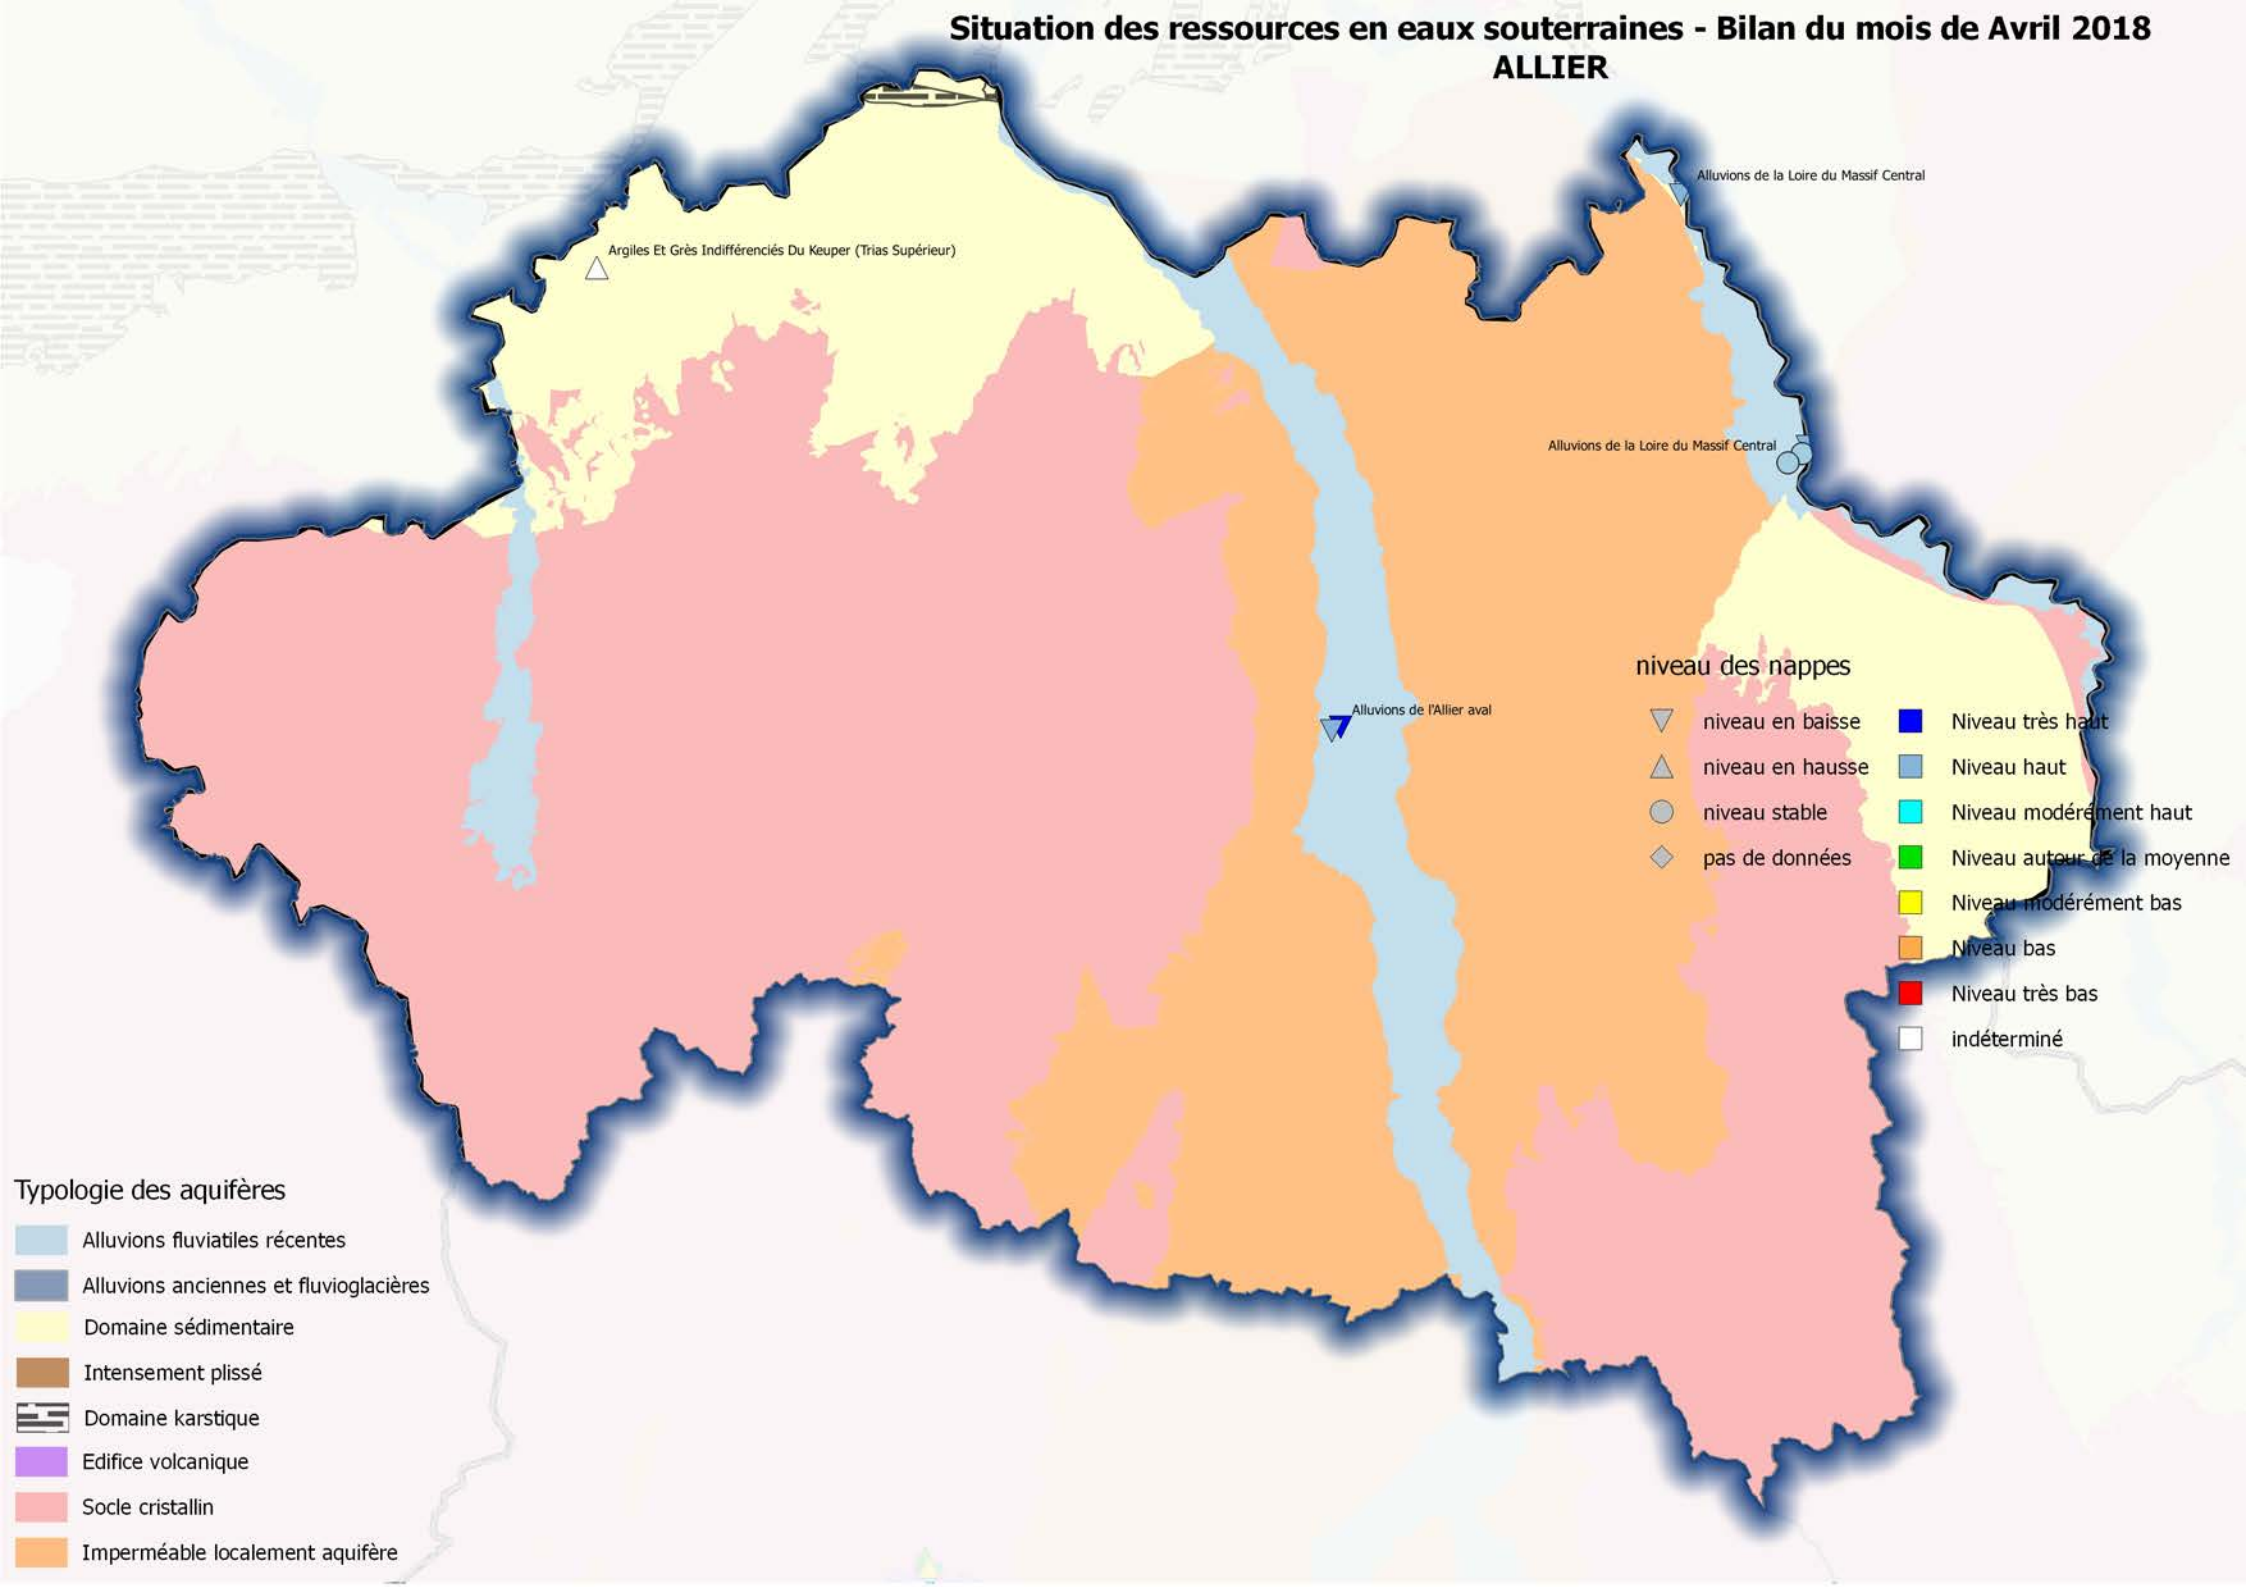 Situation des ressources en eaux souterraines - Bilan du mois de Avril 2018
ALLIER
Alluvions de la Loire du Massif Central
Argiles Et Grès Indifférenciés Du Keuper (Trias Supérieur)
Alluvions de la Loire du Massif Central
Alluvions de l'Allier aval
niveau des nappes
niveau en baisse
niveau en hausse
niveau stable
pas de données
Niveau très haut
Niveau haut
Niveau modérément haut
Niveau autour de la moyenne
Niveau modérément bas
Niveau bas
Niveau très bas
indéterminé
Typologie des aquifères
Alluvions fluviatiles récentes
Alluvions anciennes et fluvioglacières
Domaine sédimentaire
Intensement plissé
Domaine karstique
Edifice volcanique
Socle cristallin
Imperméable localement aquifère